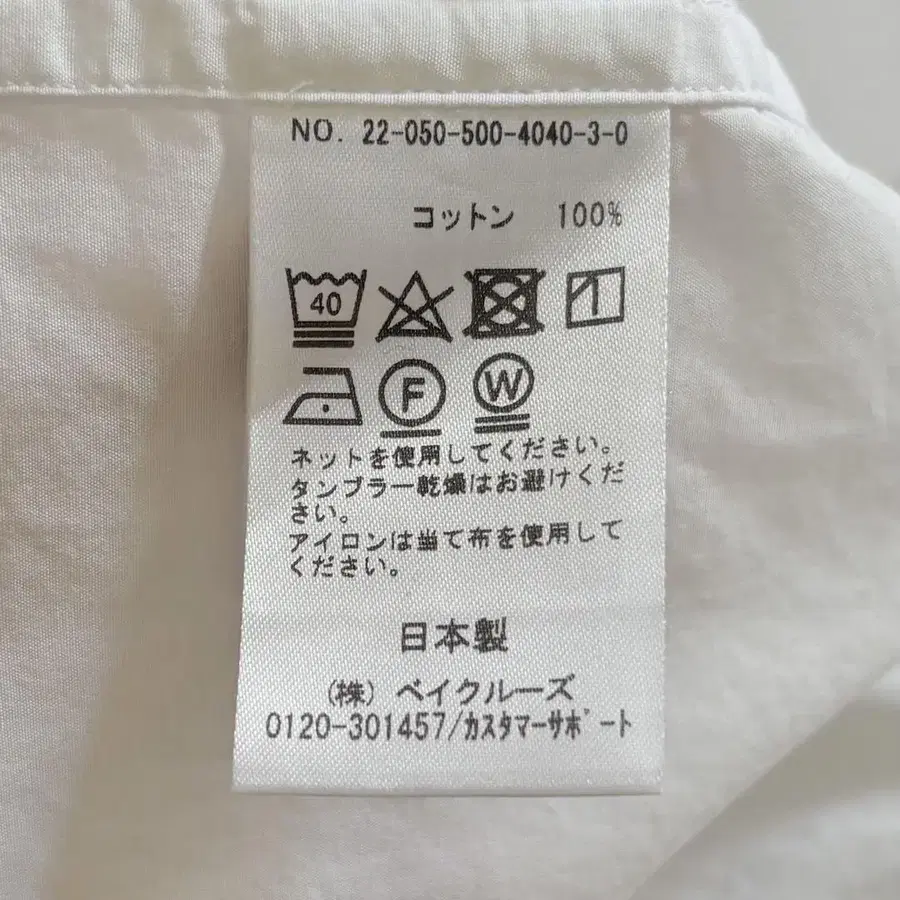 NO. 22-050-500-4040-3-0
コットン 100%
40
F W
ネットを使用してください。
タンブラー乾燥はお避けくだ
さい。
アイロンは当て布を使用して
ください。
日本製
(株) ベイクルーズ
0120-301457/カスタマーサポート